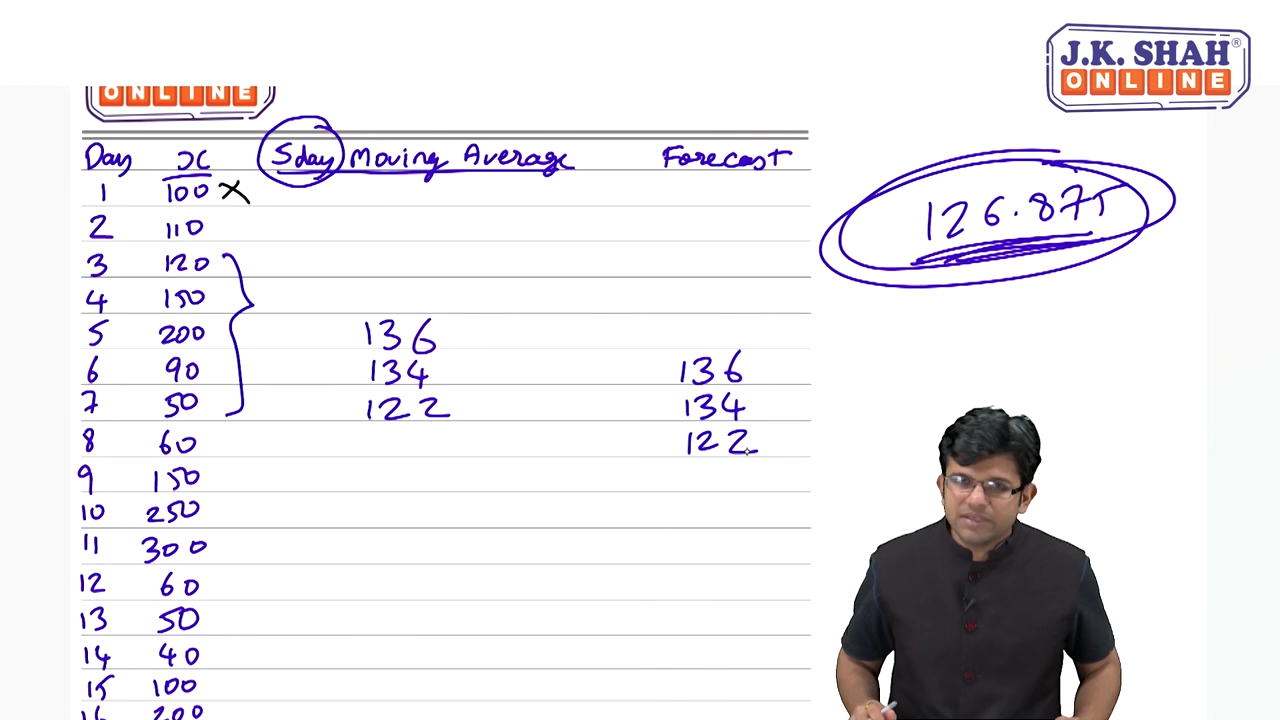 J.K. SHAH®
ONLINE
ONLINE
Day x 5day Moving Average Forecast
1 100 ×
2 110
3 120
4 150
5 200 136
6 90 134 136
7 50 122 134
8 60 122
9 150
10 250
11 300
12 60
13 50
14 40
15 100
16 200
126.875